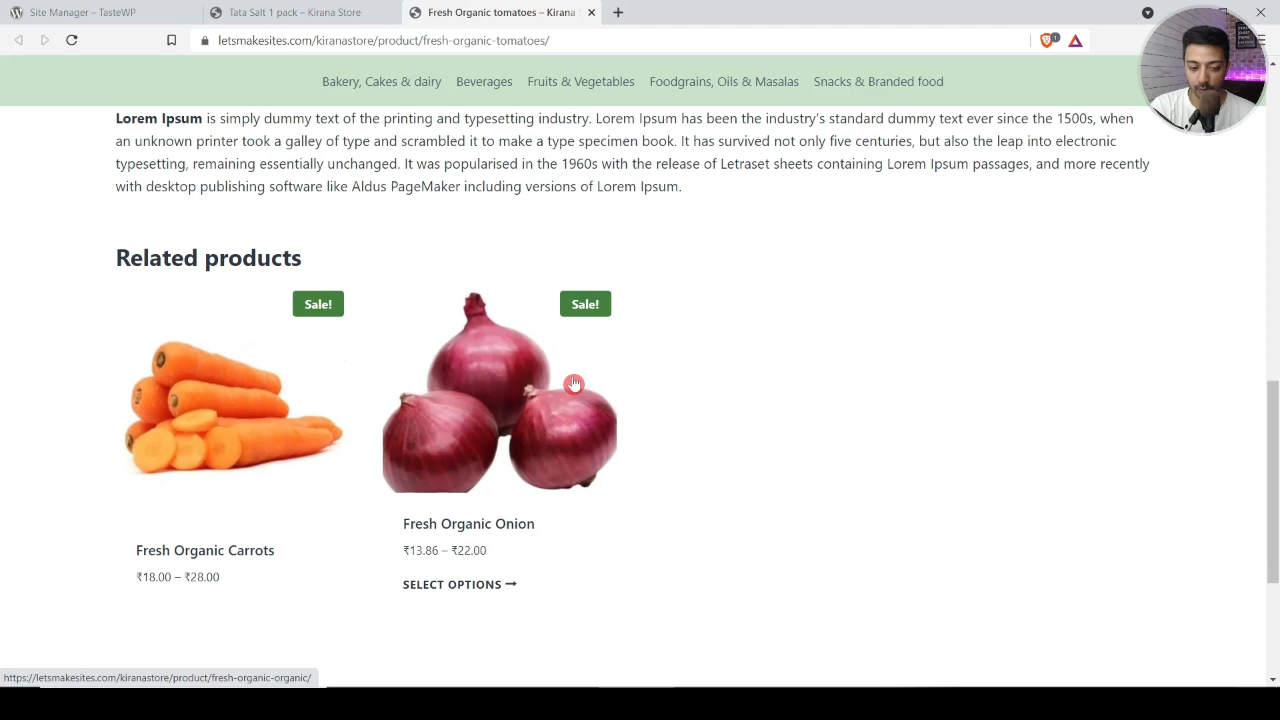 Site Manager – TasteWP
Tata Salt 1 pack – Kirana Store
Fresh Organic tomatoes – Kirana
letsmakesites.com/kiranastore/product/fresh-organic-tomatoes/
1
Bakery, Cakes & dairy Beverages Fruits & Vegetables Foodgrains, Oils & Masalas Snacks & Branded food
Lorem Ipsum is simply dummy text of the printing and typesetting industry. Lorem Ipsum has been the industry's standard dummy text ever since the 1500s, when
an unknown printer took a galley of type and scrambled it to make a type specimen book. It has survived not only five centuries, but also the leap into electronic
typesetting, remaining essentially unchanged. It was popularised in the 1960s with the release of Letraset sheets containing Lorem Ipsum passages, and more recently
with desktop publishing software like Aldus PageMaker including versions of Lorem Ipsum.
Related products
Sale!
Sale!
Fresh Organic Onion
₹13.86 – ₹22.00
SELECT OPTIONS
Fresh Organic Carrots
₹18.00 – ₹28.00
https://letsmakesites.com/kiranastore/product/fresh-organic-organic/